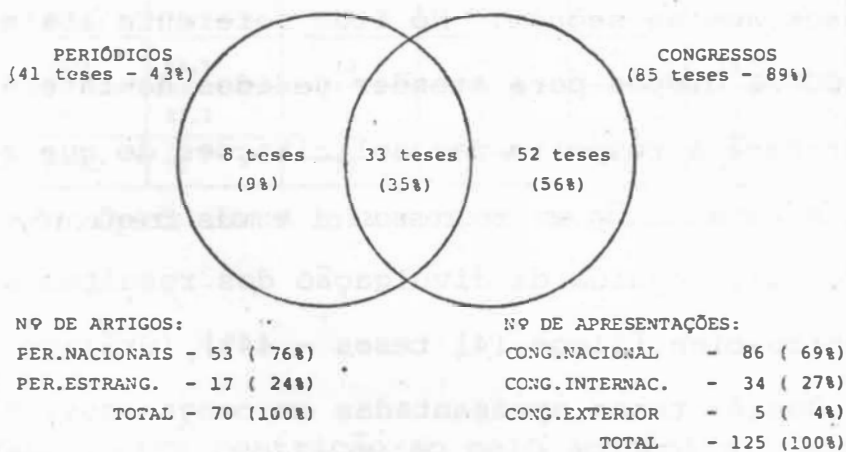 PERIÓDICOS
(41 teses - 43%)
CONGRESSOS
(85 teses - 89%)
8 teses
(9%)
33 teses
(35%)
52 teses
(56%)
Nº DE ARTIGOS:
PER.NACIONAIS - 53 ( 76%)
PER.ESTRANG. - 17 ( 24%)
TOTAL - 70 (100%)
Nº DE APRESENTAÇÕES:
CONG.NACIONAL - 86 ( 69%)
CONG.INTERNAC. - 34 ( 27%)
CONG.EXTERIOR - 5 ( 4%)
TOTAL - 125 (100%)